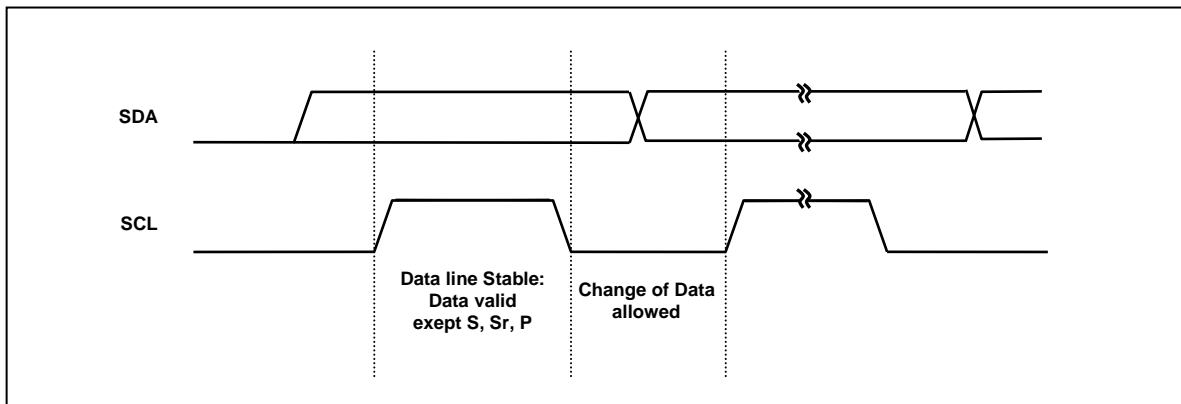 SDA
SCL
Data line Stable:
Data valid
exept S, Sr, P
Change of Data
allowed